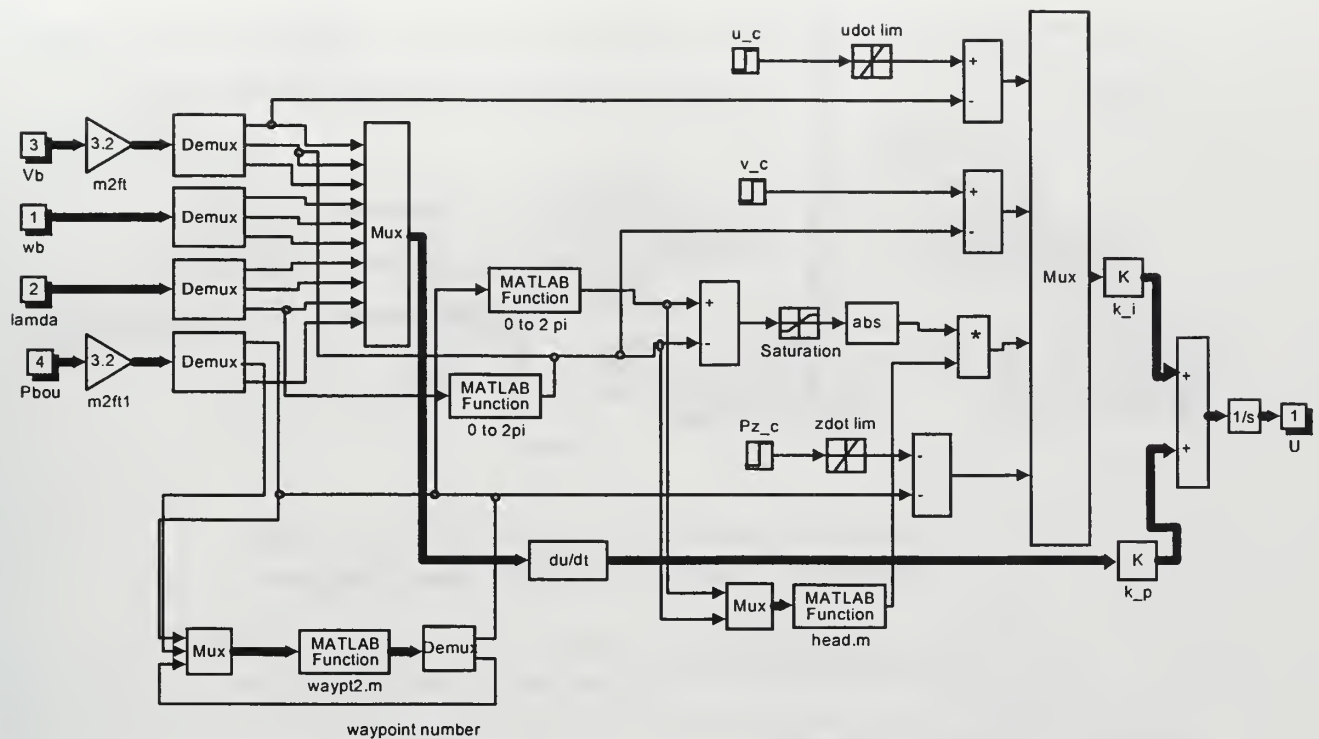 u_c
udot lim
+
-
3
Vb
3.2
m2ft
Demux
v_c
+
-
1
wb
Demux
Mux
2
lamda
Demux
MATLAB
Function
0 to 2 pi
+
-
Saturation
abs
*
Mux
K
k_i
4
Pbou
3.2
m2ft1
Demux
MATLAB
Function
0 to 2pi
Pz_c
zdot lim
-
-
+
+
1/s
1
U
du/dt
K
k_p
Mux
MATLAB
Function
head.m
Mux
MATLAB
Function
waypt2.m
Demux
waypoint number